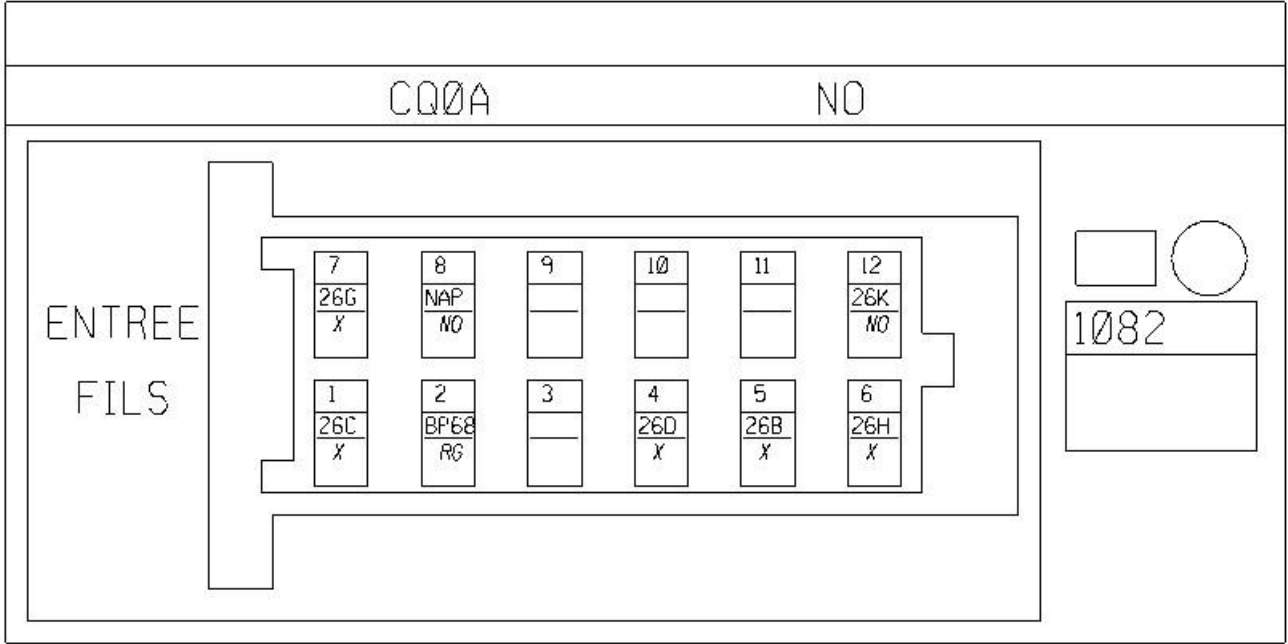 CQØA NO
ENTREE
FILS
7 8 9 1Ø 11 12
26G NAP 26K
X NO NO
1 2 3 4 5 6
26C BP68 26D 26B 26H
X RG X X X
1Ø82